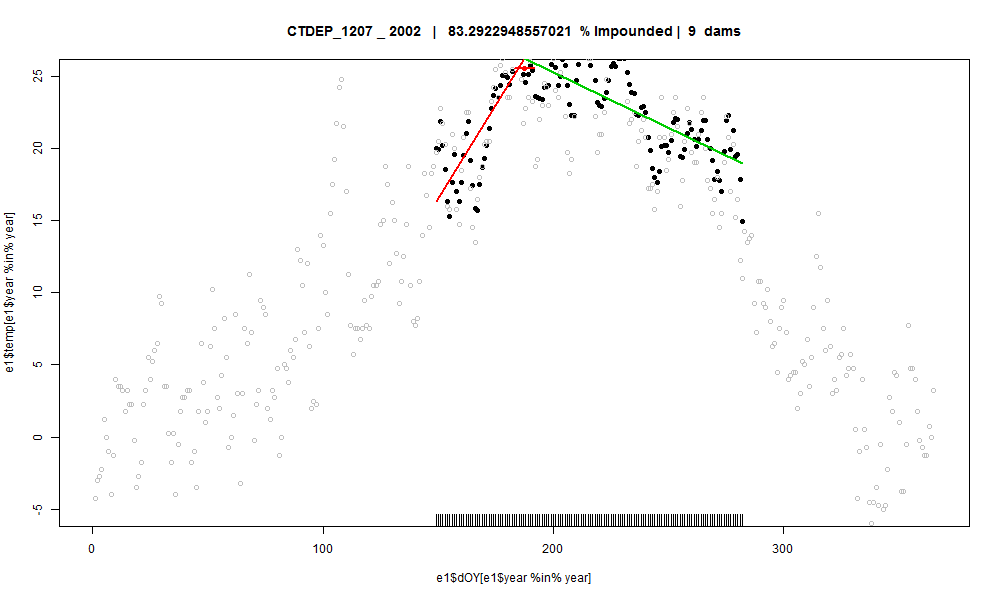 CTDEP_1207 _ 2002 | 83.2922948557021 % Impounded | 9 dams
e1$temp[e1$year %in% year]
25
20
15
10
5
0
-5
0 100 200 300
e1$dOY[e1$year %in% year]